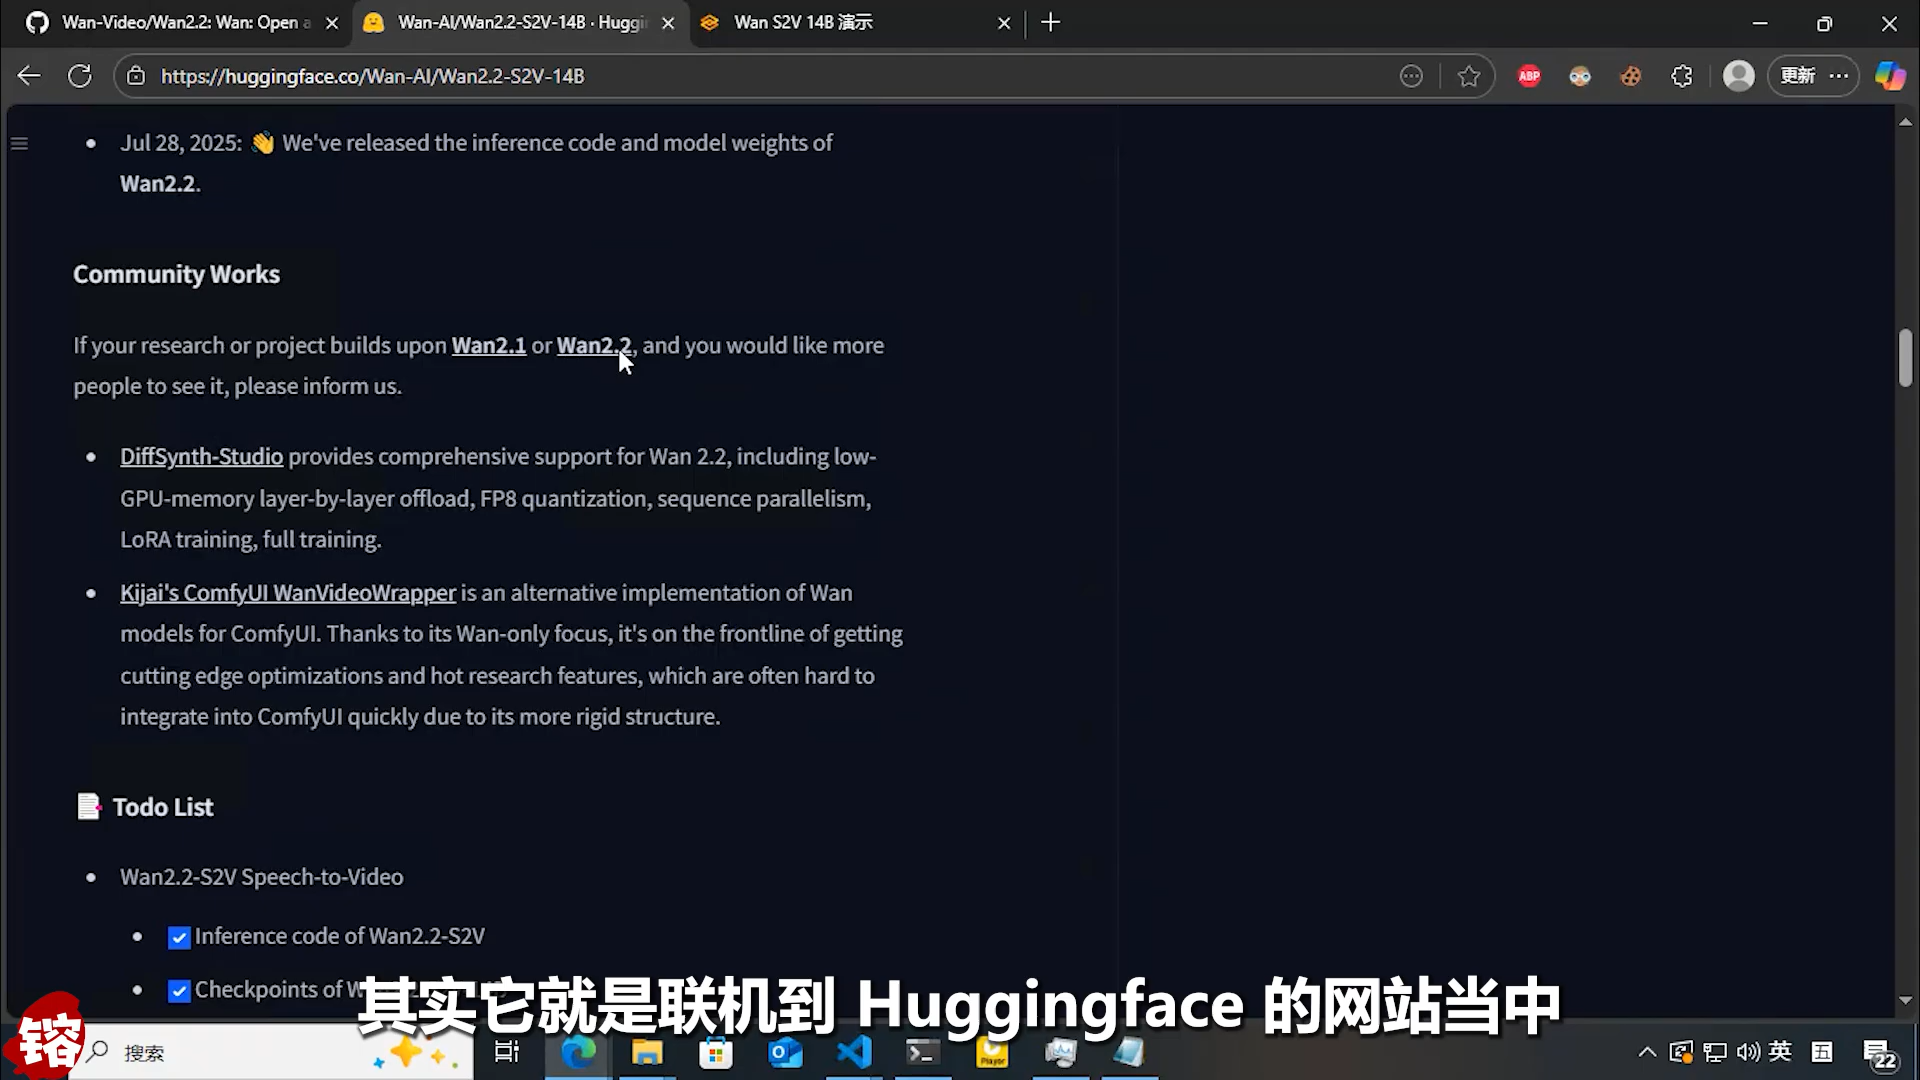 Wan-Video/Wan2.2: Wan: Open a
Wan-AI/Wan2.2-S2V-14B · Huggi
Wan S2V 14B 演示
https://huggingface.co/Wan-AI/Wan2.2-S2V-14B
ABP
更新
Jul 28, 2025: 👋 We've released the inference code and model weights of
Wan2.2.
Community Works
If your research or project builds upon Wan2.1 or Wan2.2, and you would like more
people to see it, please inform us.
DiffSynth-Studio provides comprehensive support for Wan 2.2, including low-
GPU-memory layer-by-layer offload, FP8 quantization, sequence parallelism,
LoRA training, full training.
Kijai's ComfyUI WanVideoWrapper is an alternative implementation of Wan
models for ComfyUI. Thanks to its Wan-only focus, it's on the frontline of getting
cutting edge optimizations and hot research features, which are often hard to
integrate into ComfyUI quickly due to its more rigid structure.
📑 Todo List
Wan2.2-S2V Speech-to-Video
Inference code of Wan2.2-S2V
Checkpoints of
其实它就是联机到 Huggingface 的网站当中
镕
搜索
Player
英
五
22